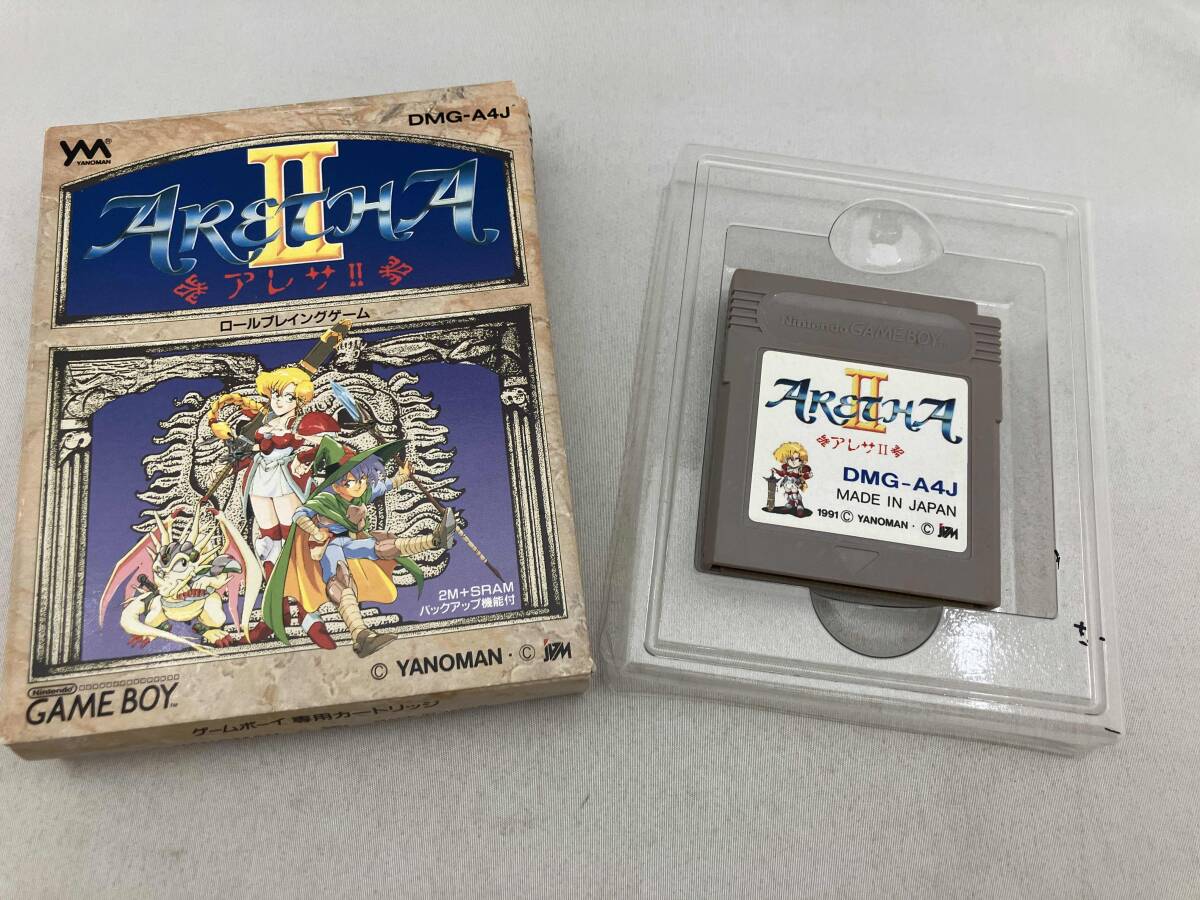 DMG-A4J
YM®
YANOMAN
ARETHA
II
アレサII
ロールプレイングゲーム
2M+SRAM
バックアップ機能付
© YANOMAN・©
Nintendo
GAME BOY™
ゲームボーイ専用カートリッジ
Nintendo GAME BOY™
ARETHA
II
アレサII
DMG-A4J
MADE IN JAPAN
1991 © YANOMAN・©